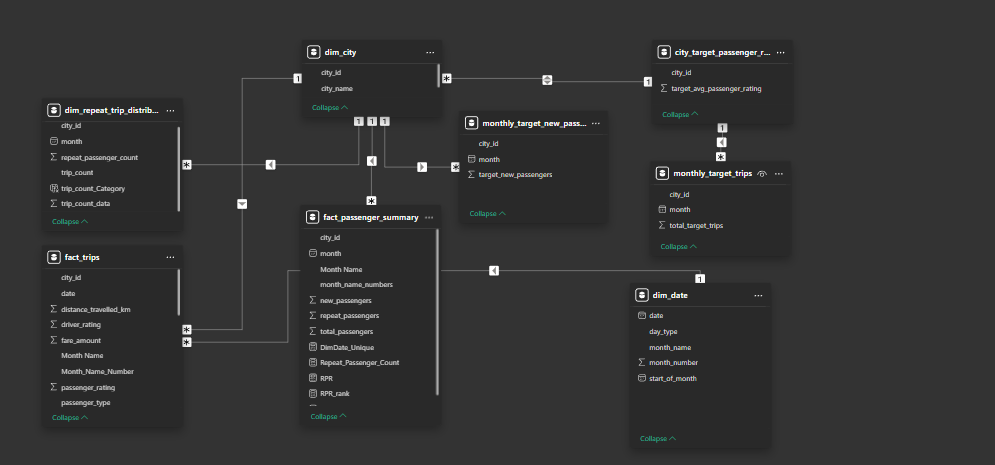 dim_city
city_id
city_name
Collapse
city_target_passenger_r...
city_id
target_avg_passenger_rating
Collapse
dim_repeat_trip_distrib...
city_id
month
repeat_passenger_count
trip_count
trip_count_Category
trip_count_data
Collapse
monthly_target_new_pass...
city_id
month
target_new_passengers
Collapse
monthly_target_trips
city_id
month
total_target_trips
Collapse
fact_passenger_summary
city_id
month
Month Name
month_name_numbers
new_passengers
repeat_passengers
total_passengers
DimDate_Unique
Repeat_Passenger_Count
RPR
RPR_rank
Collapse
fact_trips
city_id
date
distance_travelled_km
driver_rating
fare_amount
Month Name
Month_Name_Number
passenger_rating
passenger_type
Collapse
dim_date
date
day_type
month_name
month_number
start_of_month
Collapse
1
*
1
1
1
1
*
*
*
1
*
*
*
1